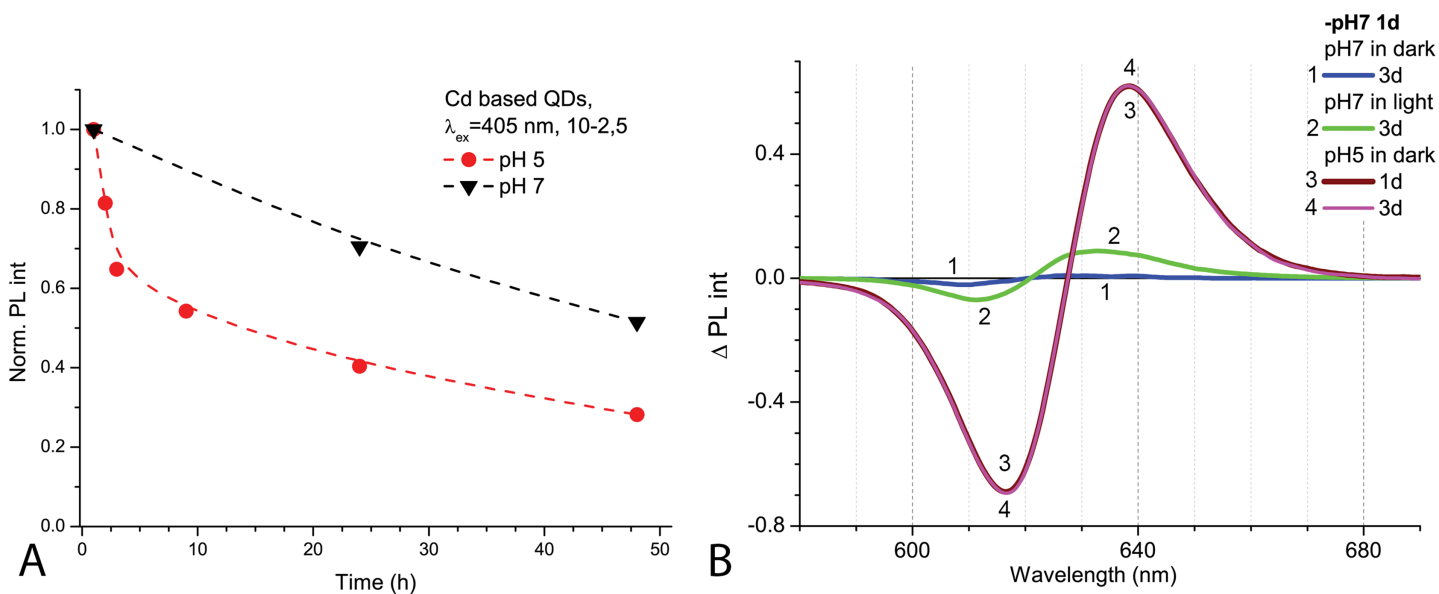 Cd based QDs,
λex=405 nm, 10-2,5
pH 5
pH 7
Norm. PL int
1.0
0.8
0.6
0.4
0.2
0.0
0
10
20
30
40
50
Time (h)
A
-pH7 1d
pH7 in dark
1 3d
pH7 in light
2 3d
pH5 in dark
3 1d
4 3d
Δ PL int
0.4
0.0
-0.4
-0.8
4
3
2
1
1
2
3
4
600
640
680
Wavelength (nm)
B